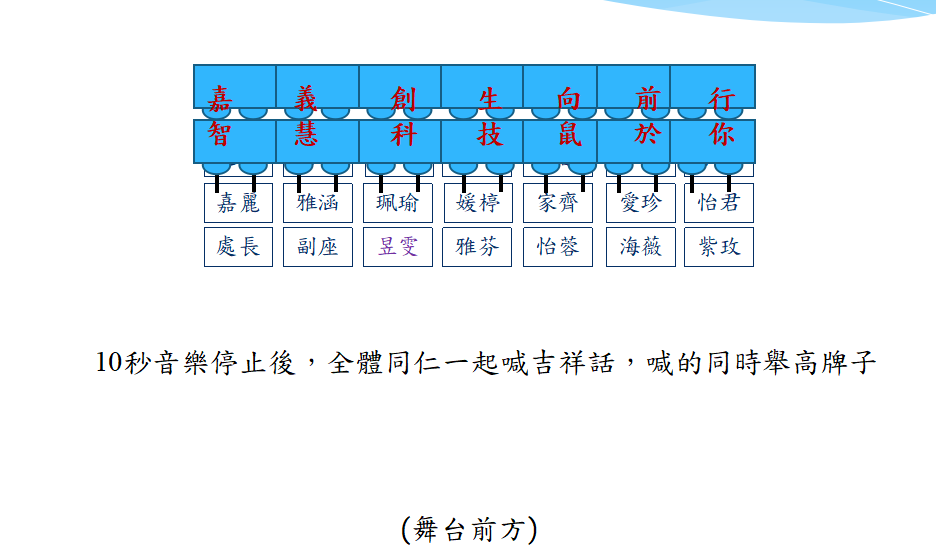 嘉義創生向前行
智慧科技鼠於你
嘉麗 雅涵 珮瑜 媛婷 家齊 愛珍 怡君
處長 副座 昱雯 雅芬 怡蓉 海薇 紫玫
10秒音樂停止後，全體同仁一起喊吉祥話，喊的同時舉高牌子
(舞台前方)